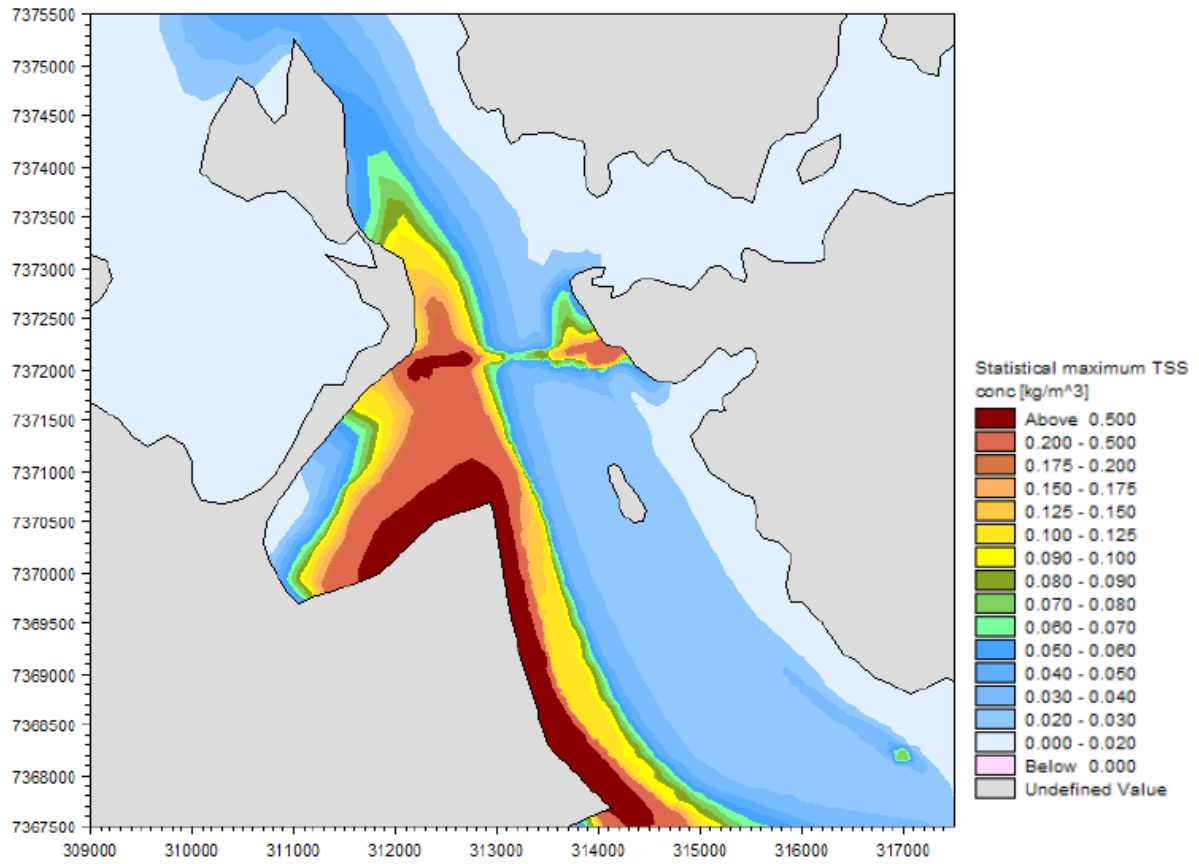 7375500
7375000
7374500
7374000
7373500
7373000
7372500
7372000
7371500
7371000
7370500
7370000
7369500
7369000
7368500
7368000
7367500
309000 310000 311000 312000 313000 314000 315000 316000 317000
Statistical maximum TSS
conc [kg/m^3]
Above 0.500
0.200 - 0.500
0.175 - 0.200
0.150 - 0.175
0.125 - 0.150
0.100 - 0.125
0.090 - 0.100
0.080 - 0.090
0.070 - 0.080
0.060 - 0.070
0.050 - 0.060
0.040 - 0.050
0.030 - 0.040
0.020 - 0.030
0.000 - 0.020
Below 0.000
Undefined Value